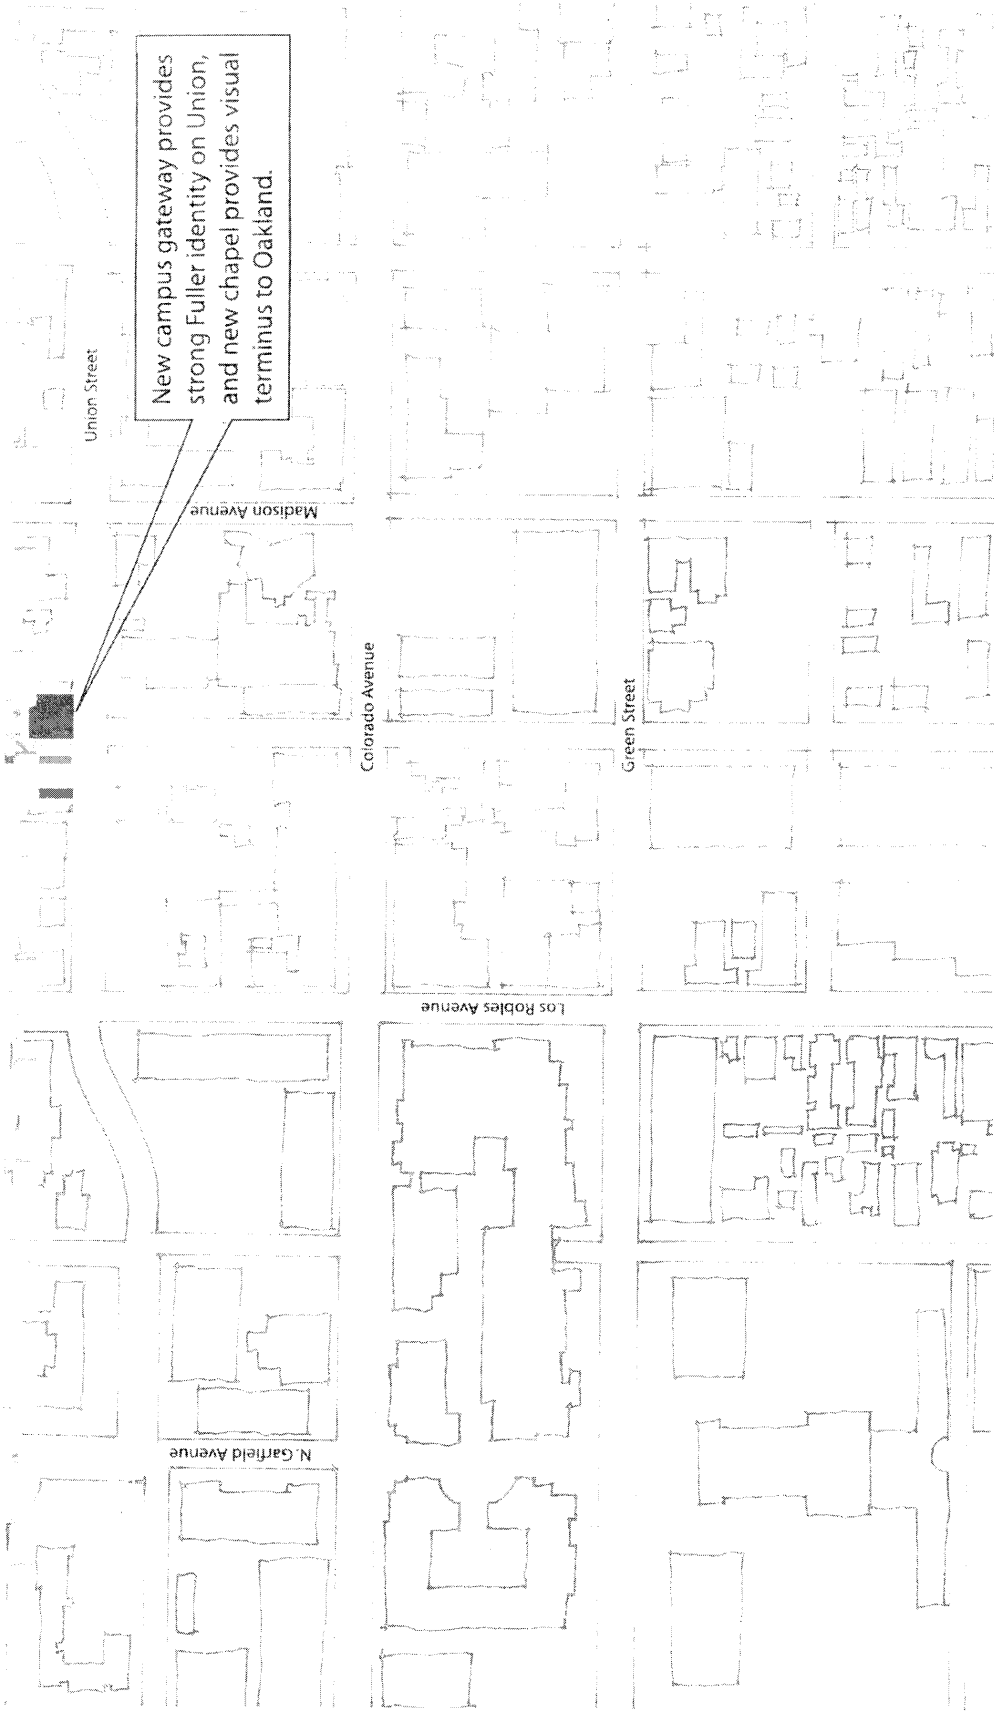 New campus gateway provides
strong Fuller identity on Union,
and new chapel provides visual
terminus to Oakland.
Union Street
Madison Avenue
Colorado Avenue
Green Street
Los Robles Avenue
N. Garfield Avenue